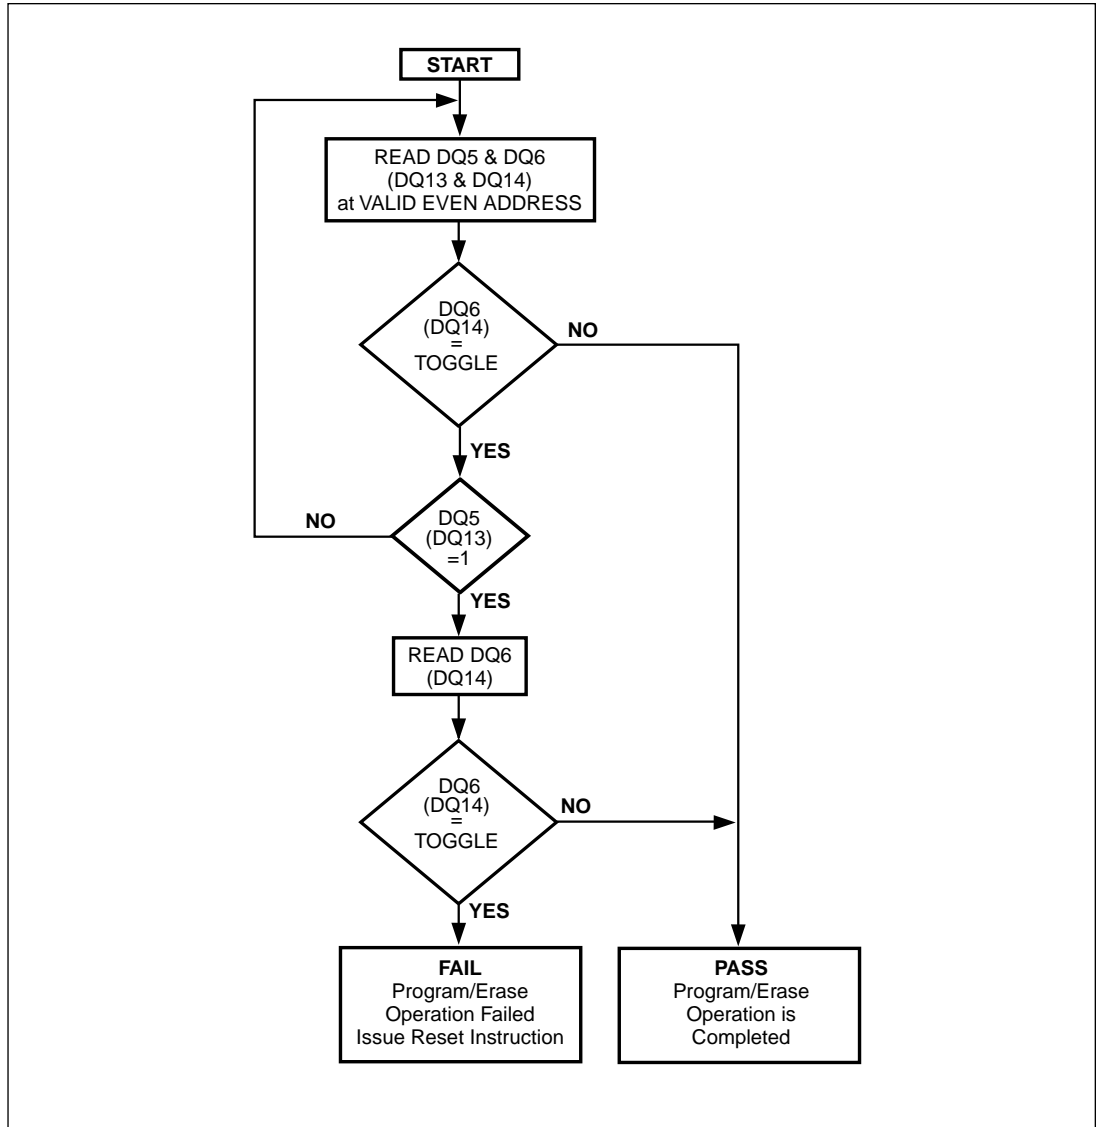 START
READ DQ5 & DQ6
(DQ13 & DQ14)
at VALID EVEN ADDRESS
DQ6
(DQ14)
=
TOGGLE
NO
YES
DQ5
(DQ13)
=1
NO
YES
READ DQ6
(DQ14)
DQ6
(DQ14)
=
TOGGLE
NO
YES
FAIL
Program/Erase
Operation Failed
Issue Reset Instruction
PASS
Program/Erase
Operation is
Completed